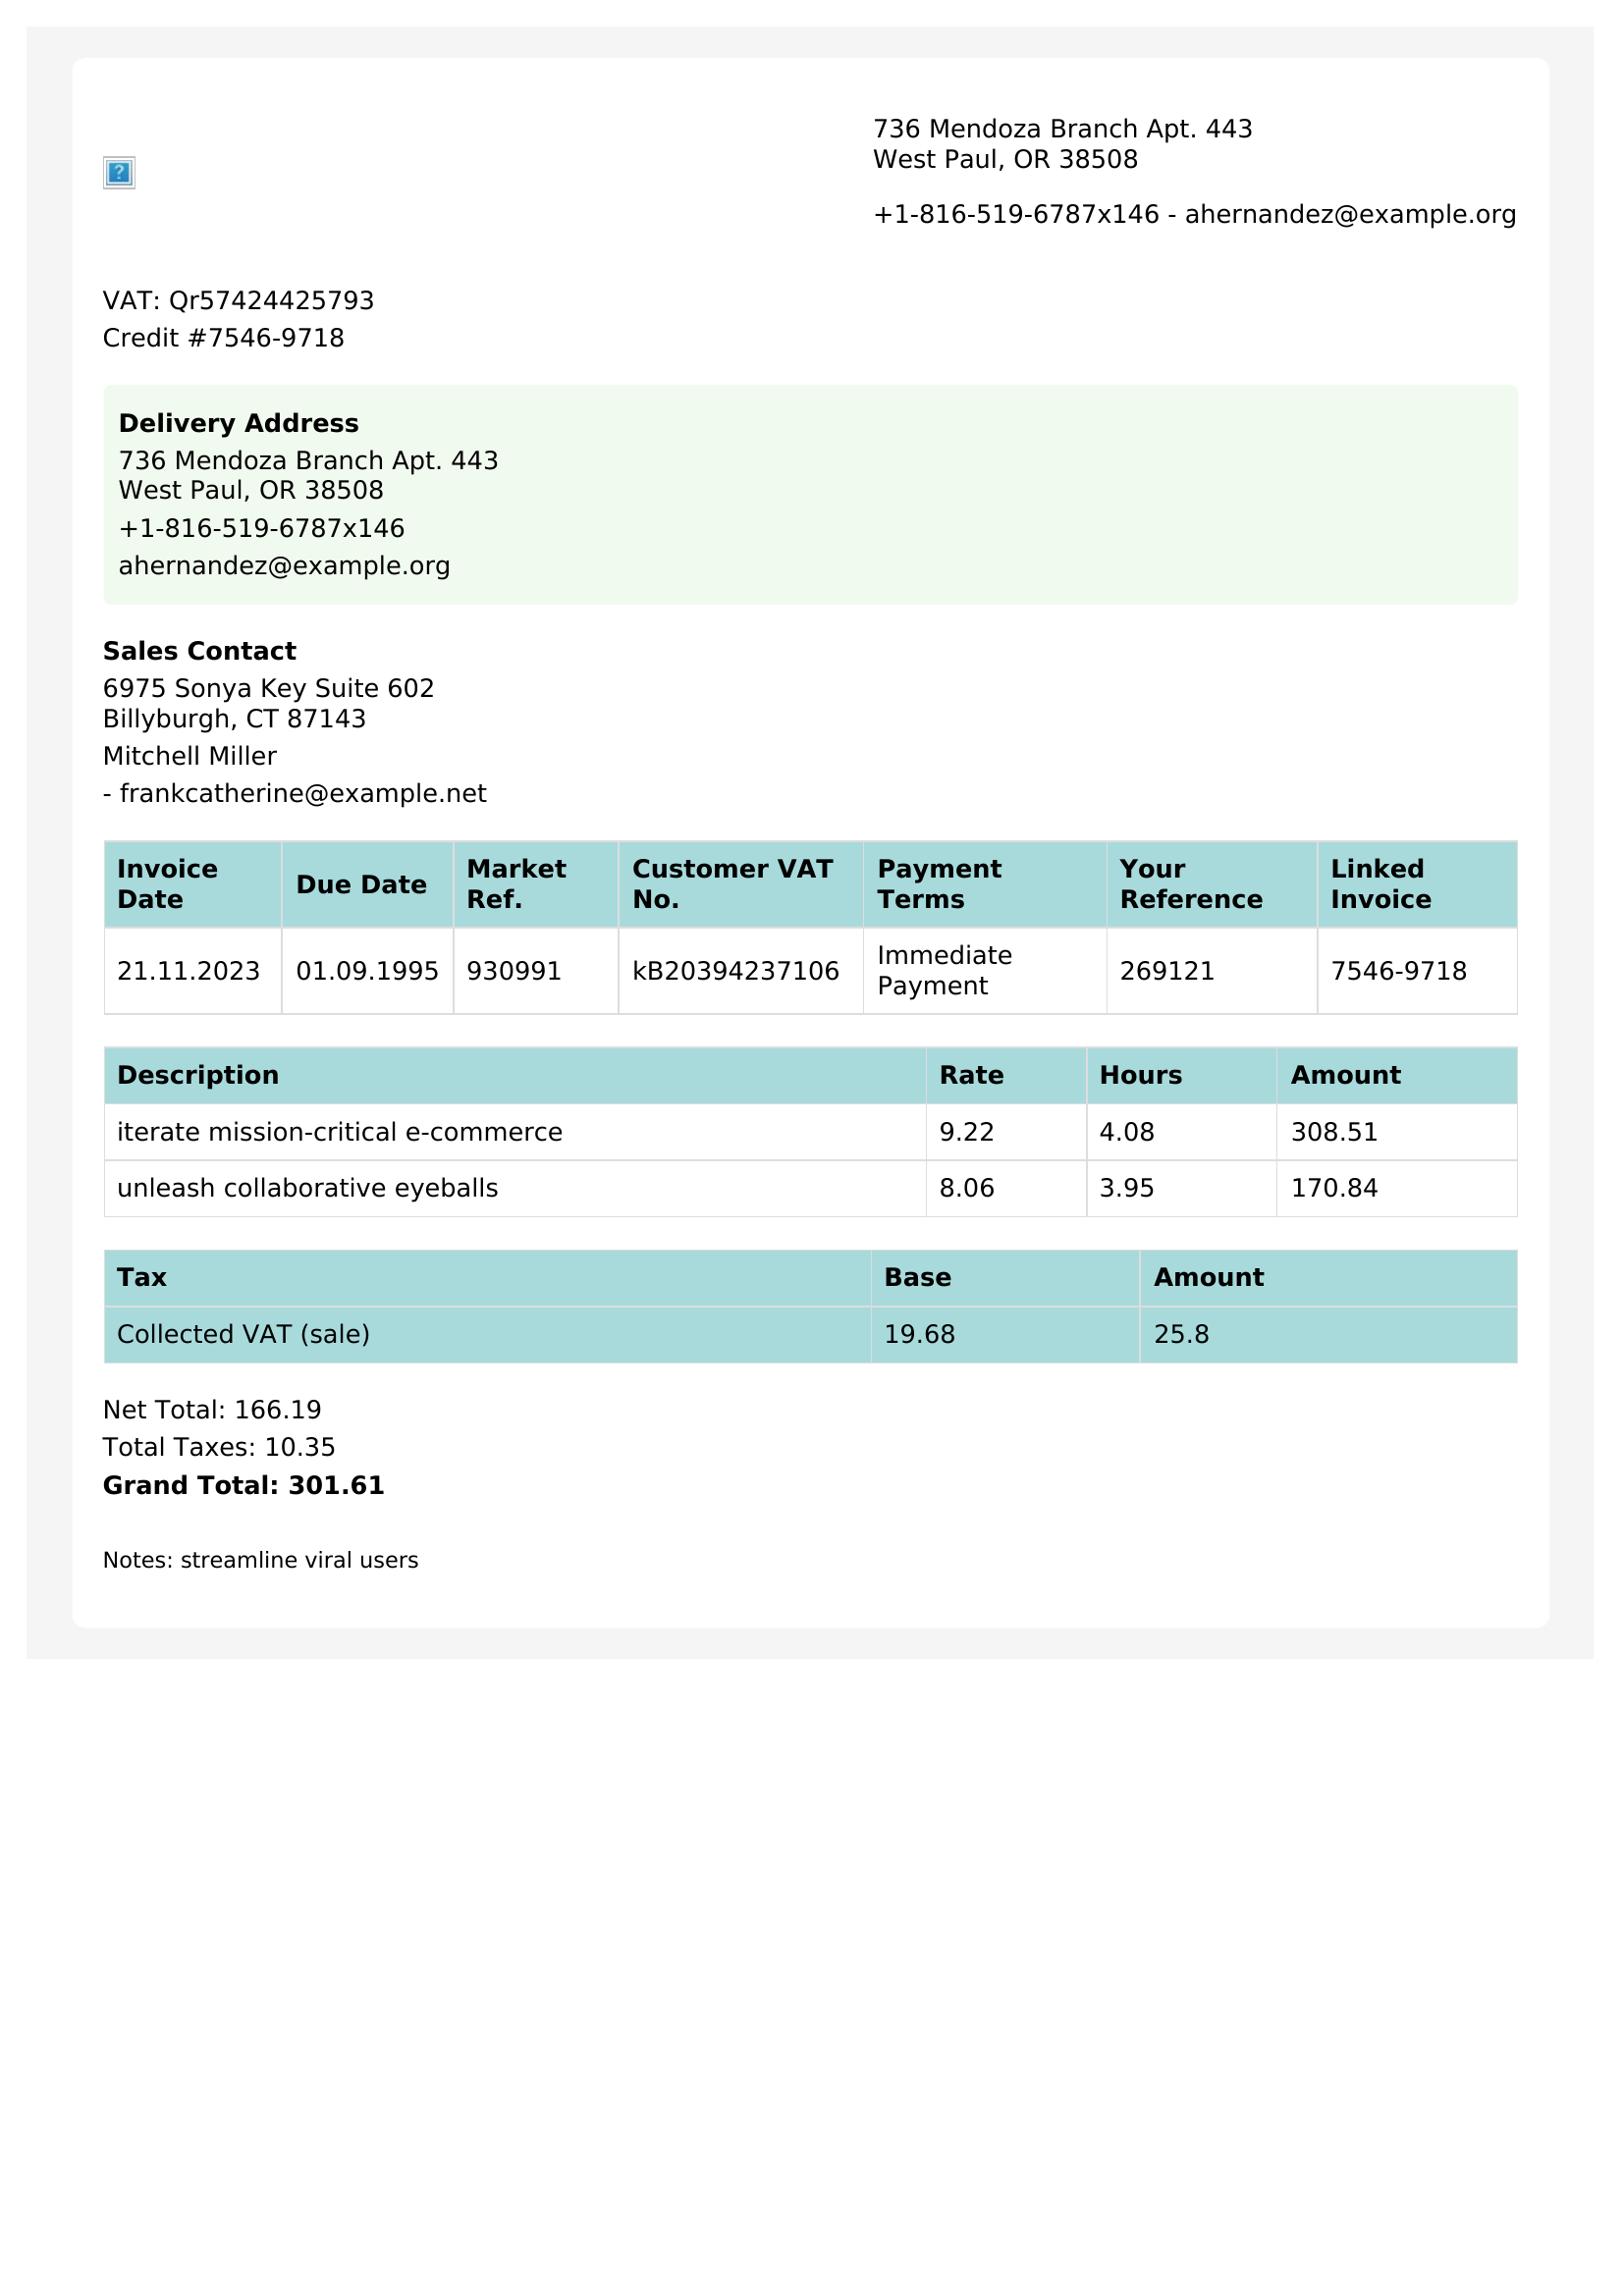 736 Mendoza Branch Apt. 443
West Paul, OR 38508
+1-816-519-6787x146 - ahernandez@example.org
VAT: Qr57424425793
Credit #7546-9718
Delivery Address
736 Mendoza Branch Apt. 443
West Paul, OR 38508
+1-816-519-6787x146
ahernandez@example.org
Sales Contact
6975 Sonya Key Suite 602
Billyburgh, CT 87143
Mitchell Miller
- frankcatherine@example.net
Invoice Date Due Date Market Ref. Customer VAT No. Payment Terms Your Reference Linked Invoice
21.11.2023 01.09.1995 930991 kB20394237106 Immediate Payment 269121 7546-9718
Description Rate Hours Amount
iterate mission-critical e-commerce 9.22 4.08 308.51
unleash collaborative eyeballs 8.06 3.95 170.84
Tax Base Amount
Collected VAT (sale) 19.68 25.8
Net Total: 166.19
Total Taxes: 10.35
Grand Total: 301.61
Notes: streamline viral users